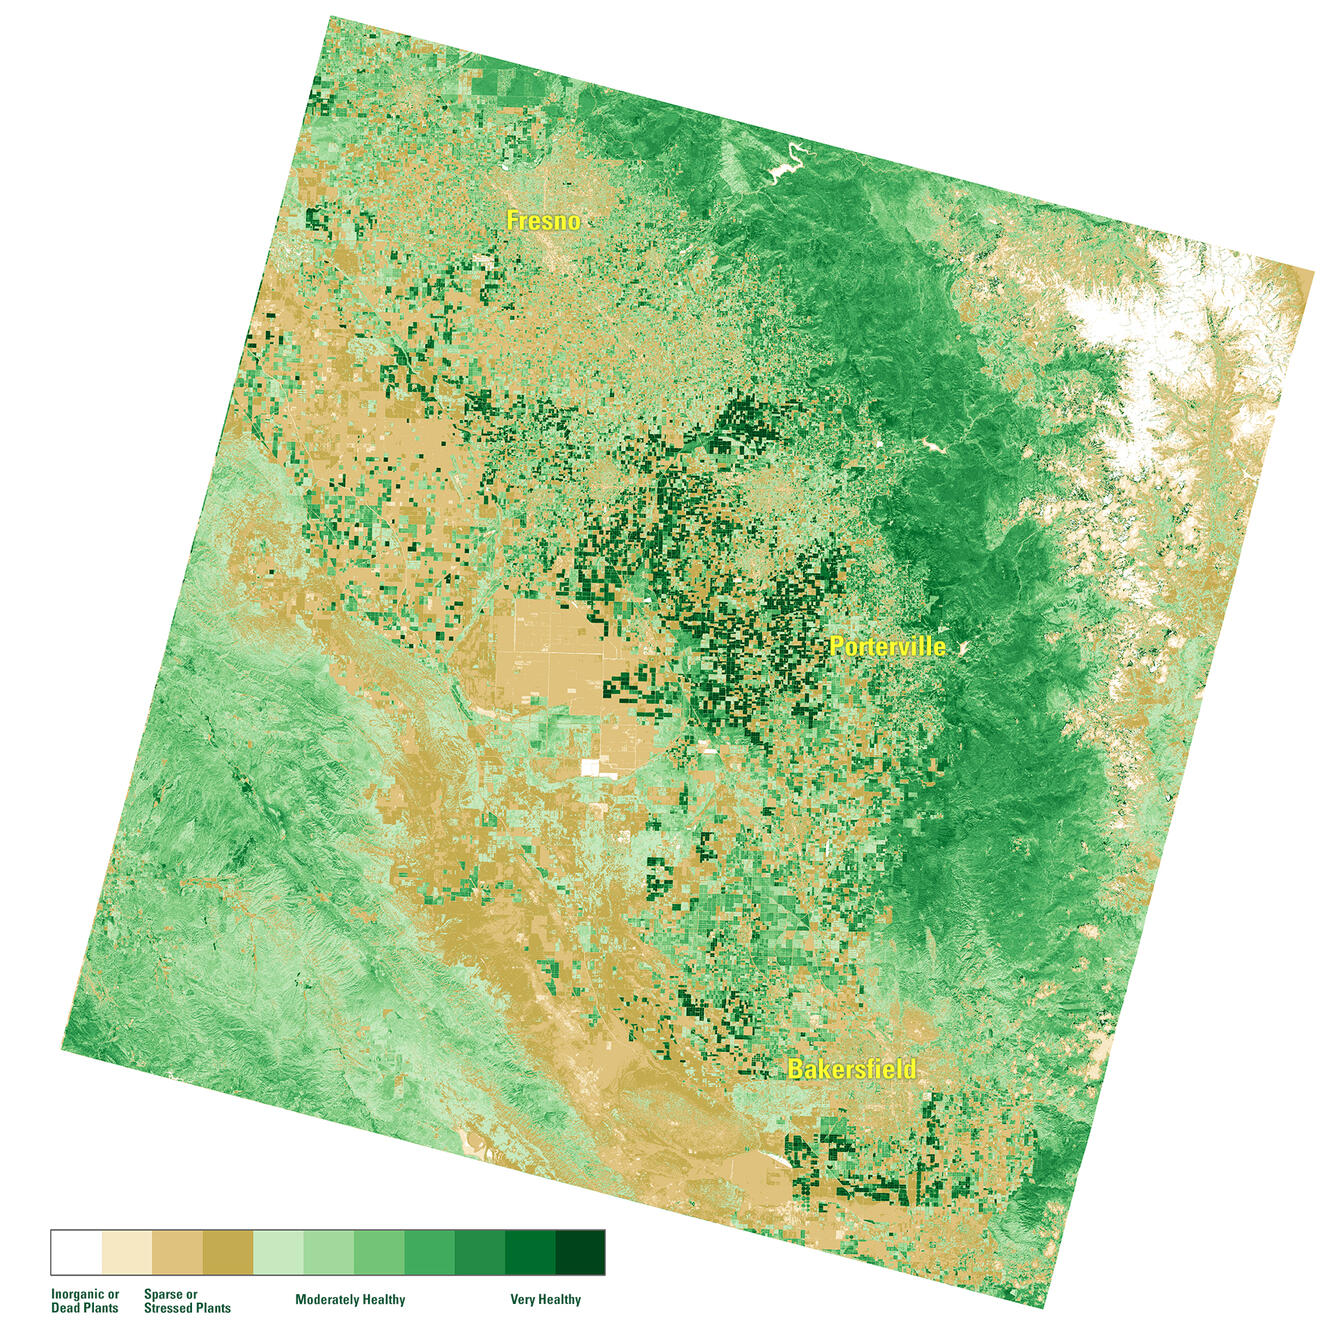 Fresno
Porterville
Bakersfield
Inorganic or
Dead Plants
Sparse or
Stressed Plants
Moderately Healthy
Very Healthy